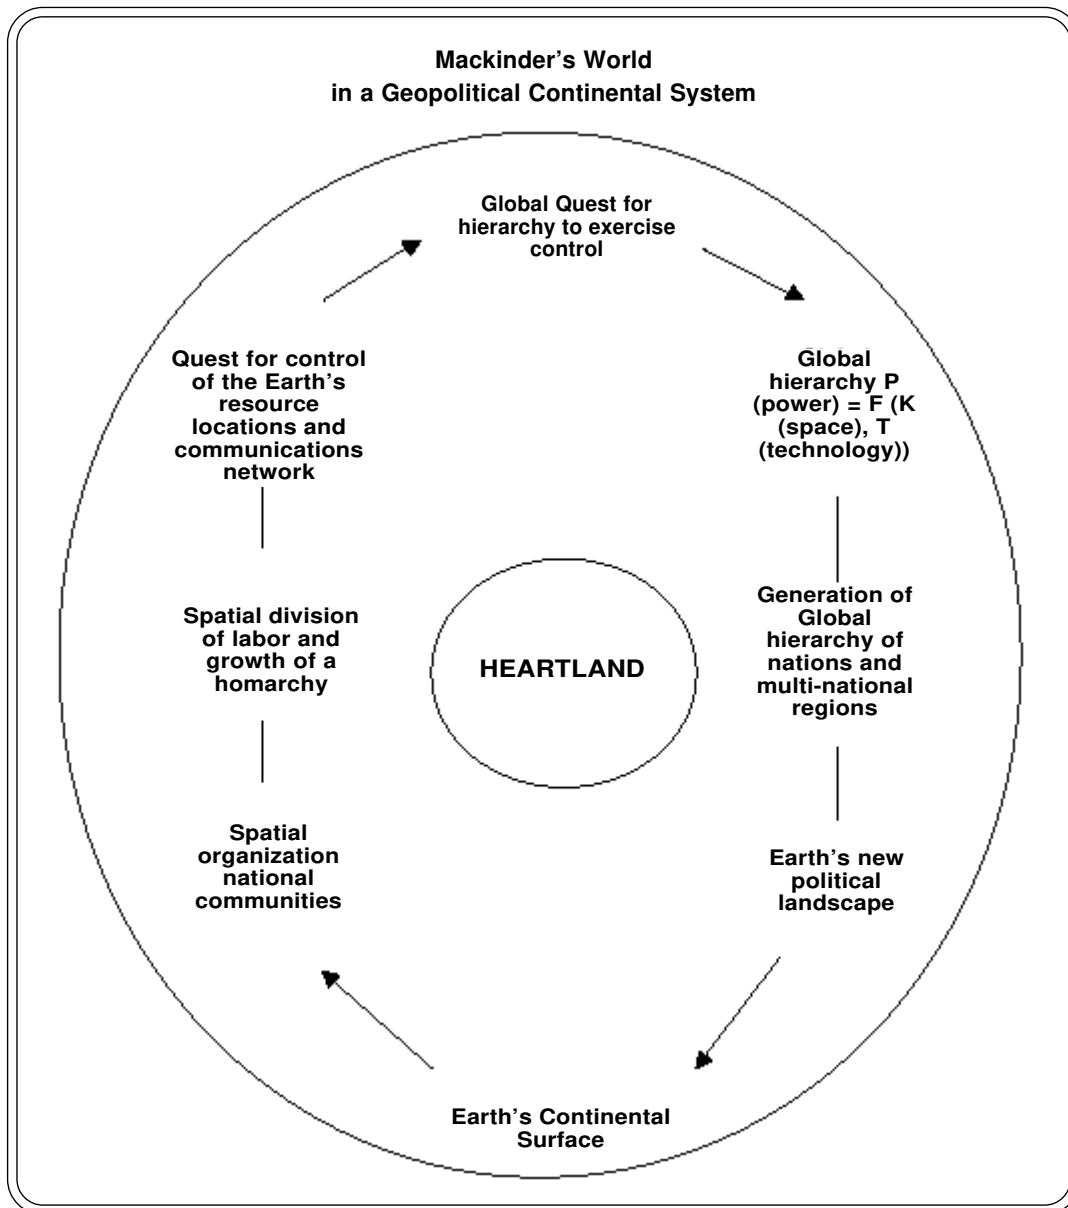 Mackinder's World
in a Geopolitical Continental System
Global Quest for
hierarchy to exercise
control
Global
hierarchy P
(power) = F (K
(space), T
(technology))
Generation of
Global
hierarchy of
nations and
multi-national
regions
Earth's new
political
landscape
Earth's Continental
Surface
Spatial
organization
national
communities
Spatial division
of labor and
growth of a
homarchy
Quest for control
of the Earth's
resource
locations and
communications
network
HEARTLAND